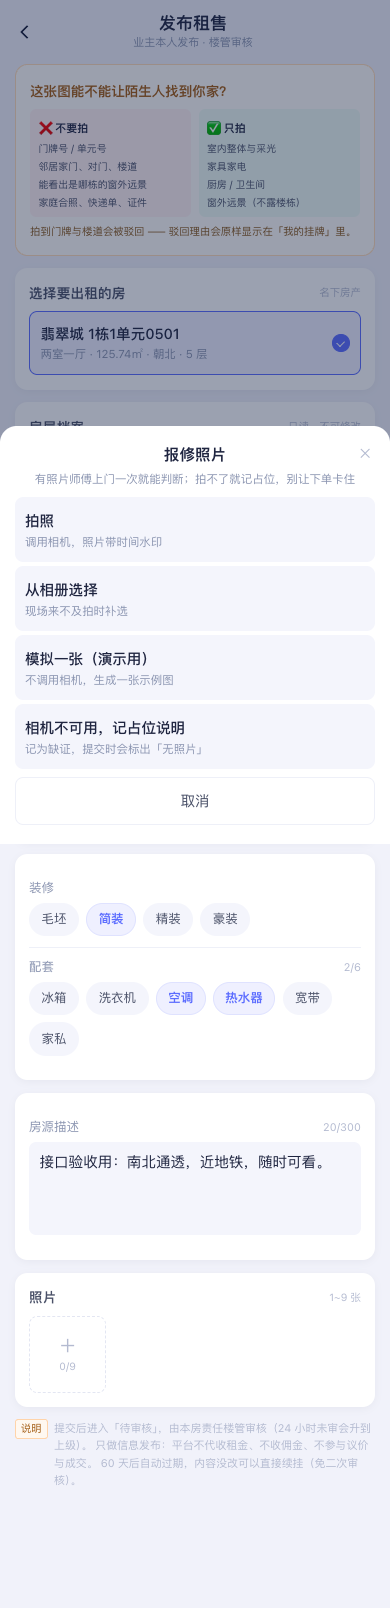 发布租售
业主本人发布 · 楼管审核
这张图能不能让陌生人找到你家?
❌ 不要拍
门牌号 / 单元号
邻居家门、对门、楼道
能看出是哪栋的窗外远景
家庭合照、快递单、证件
✅ 只拍
室内整体与采光
家具家电
厨房 / 卫生间
窗外远景（不露楼栋）
拍到门牌与楼道会被驳回 —— 驳回理由会原样显示在「我的挂牌」里。
选择要出租的房
名下房产
翡翠城 1栋1单元0501
两室一厅 · 125.74㎡ · 朝北 · 5 层
报修照片
有照片师傅上门一次就能判断；拍不了就记占位，别让下单卡住
拍照
调用相机，照片带时间水印
从相册选择
现场来不及拍时补选
模拟一张（演示用）
不调用相机，生成一张示例图
相机不可用，记占位说明
记为缺证，提交时会标出「无照片」
取消
装修
毛坯
简装
精装
豪装
配套
2/6
冰箱
洗衣机
空调
热水器
宽带
家私
房源描述
20/300
接口验收用：南北通透，近地铁，随时可看。
照片
1~9 张
0/9
说明
提交后进入「待审核」，由本房责任楼管审核（24 小时未审会升到
上级）。 只做信息发布：平台不代收租金、不收佣金、不参与议价
与成交。 60 天后自动过期，内容没改可以直接续挂（免二次审
核）。